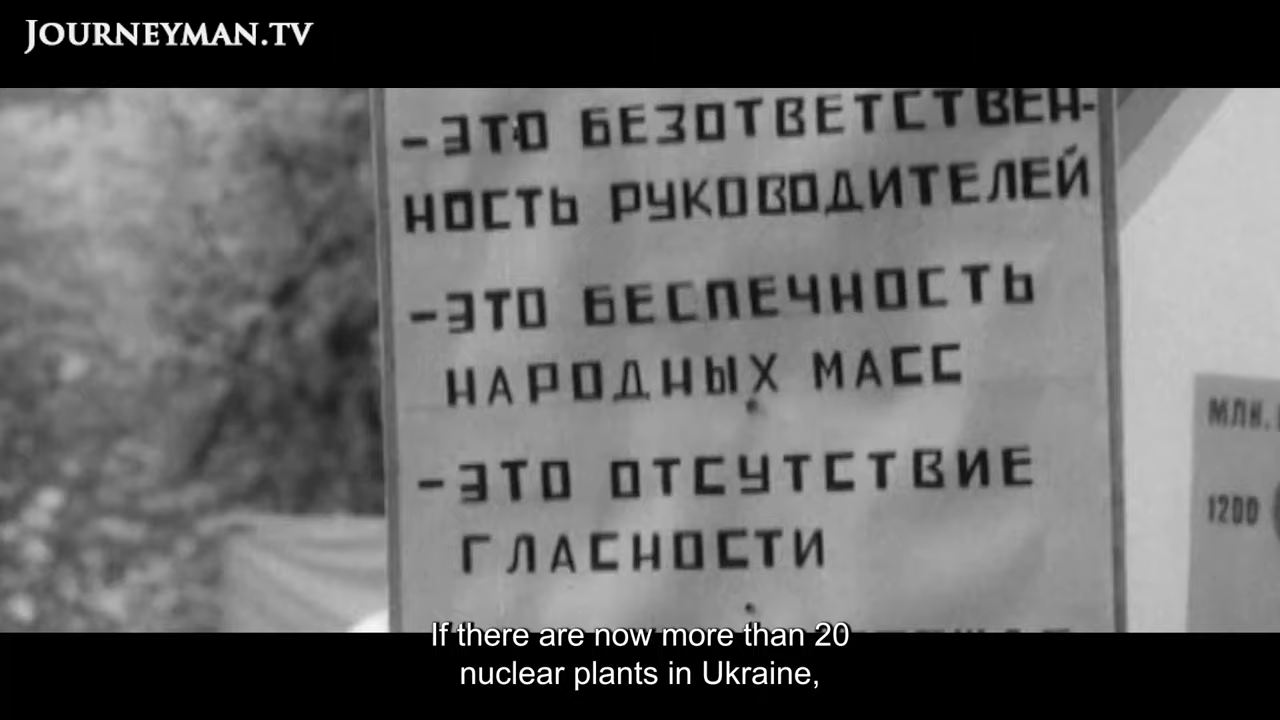 JOURNEYMAN.TV
-ЭТО БЕЗОТВЕТСТВЕН-
НОСТЬ РУКОВОДИТЕЛЕЙ
-ЭТО БЕСПЕЧНОСТЬ
НАРОДНЫХ МАСС
-ЭТО ОТСУТСТВИЕ
ГЛАСНОСТИ
МЛН.
1200
If there are now more than 20
nuclear plants in Ukraine,